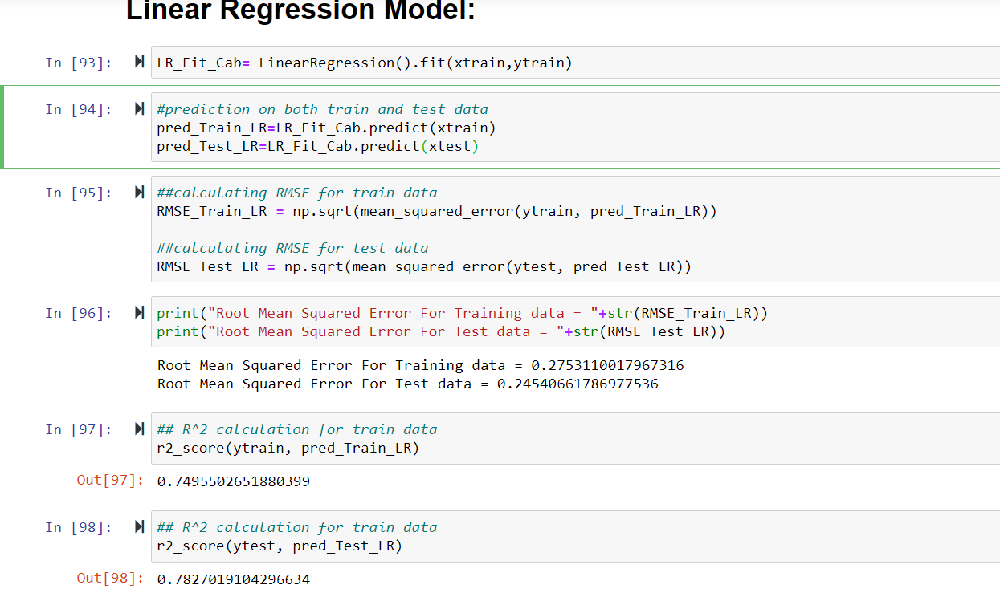 Linear Regression Model:
In [93]: LR_Fit_Cab= LinearRegression().fit(xtrain,ytrain)
In [94]: #prediction on both train and test data
pred_Train_LR=LR_Fit_Cab.predict(xtrain)
pred_Test_LR=LR_Fit_Cab.predict(xtest)
In [95]: ##calculating RMSE for train data
RMSE_Train_LR = np.sqrt(mean_squared_error(ytrain, pred_Train_LR))
##calculating RMSE for test data
RMSE_Test_LR = np.sqrt(mean_squared_error(ytest, pred_Test_LR))
In [96]: print("Root Mean Squared Error For Training data = "+str(RMSE_Train_LR))
print("Root Mean Squared Error For Test data = "+str(RMSE_Test_LR))
Root Mean Squared Error For Training data = 0.2753110017967316
Root Mean Squared Error For Test data = 0.24540661786977536
In [97]: ## R^2 calculation for train data
r2_score(ytrain, pred_Train_LR)
Out[97]: 0.7495502651880399
In [98]: ## R^2 calculation for train data
r2_score(ytest, pred_Test_LR)
Out[98]: 0.7827019104296634